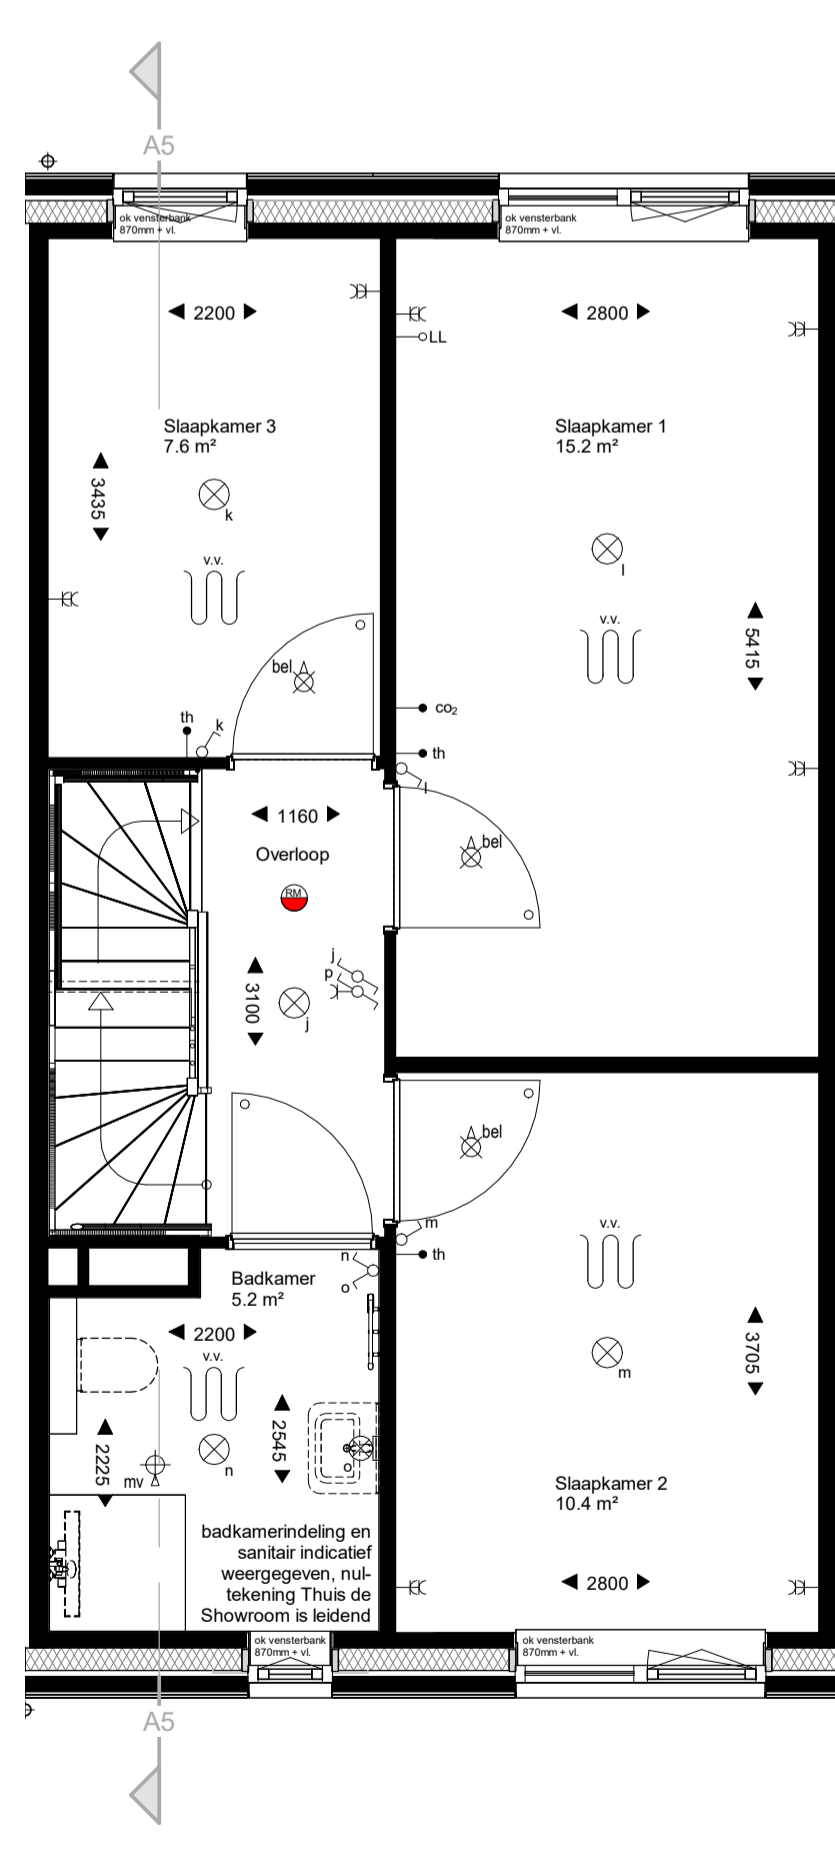 A5
ok vensterbank
870mm + vl.
ok vensterbank
870mm + vl.
2200
2800
LL
Slaapkamer 3
7.6 m²
Slaapkamer 1
15.2 m²
3435
k
l
v.v.
v.v.
5415
bel
co₂
th
k
th
l
1160
bel
Overloop
RM
j
p
3100
j
bel
m
th
v.v.
n
o
Badkamer
5.2 m²
2200
v.v.
3705
m
2545
2225
n
o
mv
Slaapkamer 2
10.4 m²
badkamerindeling en
sanitair indicatief
weergegeven, nul-
tekening Thuis de
Showroom is leidend
2800
ok vensterbank
870mm + vl.
ok vensterbank
870mm + vl.
A5